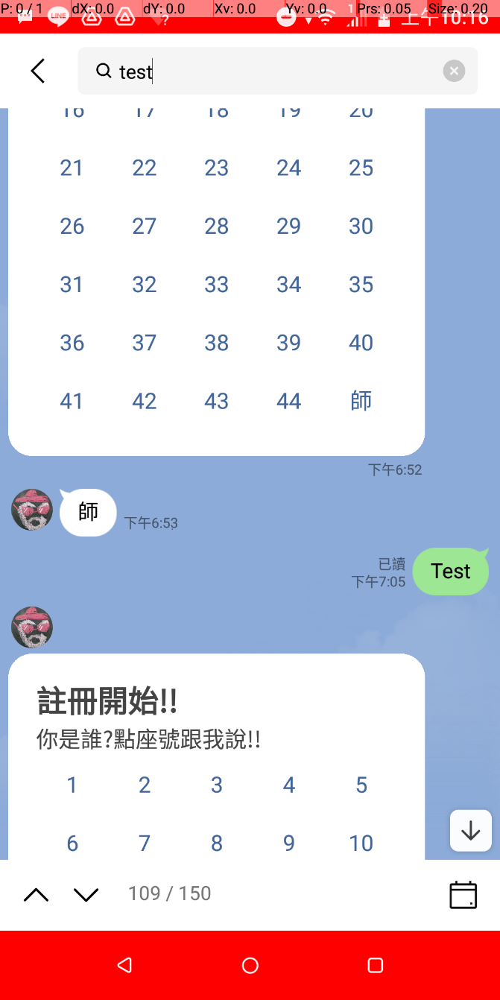 P: 0 / 1 dX: 0.0 dY: 0.0 Xv: 0.0 Yv: 0.0 Prs: 0.05 Size: 0.20
LINE 上午10:16
test
16 17 18 19 20
21 22 23 24 25
26 27 28 29 30
31 32 33 34 35
36 37 38 39 40
41 42 43 44 師
下午6:52
師 下午6:53
已讀
下午7:05 Test
註冊開始!!
你是誰?點座號跟我說!!
1 2 3 4 5
6 7 8 9 10
109 / 150